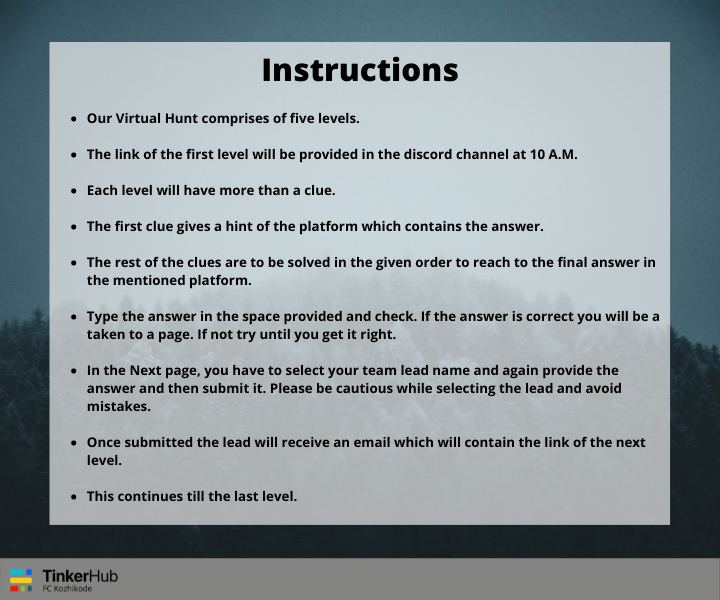 Instructions
• Our Virtual Hunt comprises of five levels.
• The link of the first level will be provided in the discord channel at 10 A.M.
• Each level will have more than a clue.
• The first clue gives a hint of the platform which contains the answer.
• The rest of the clues are to be solved in the given order to reach to the final answer in
the mentioned platform.
• Type the answer in the space provided and check. If the answer is correct you will be a
taken to a page. If not try until you get it right.
• In the Next page, you have to select your team lead name and again provide the
answer and then submit it. Please be cautious while selecting the lead and avoid
mistakes.
• Once submitted the lead will receive an email which will contain the link of the next
level.
• This continues till the last level.
TinkerHub
FC Kozhikode